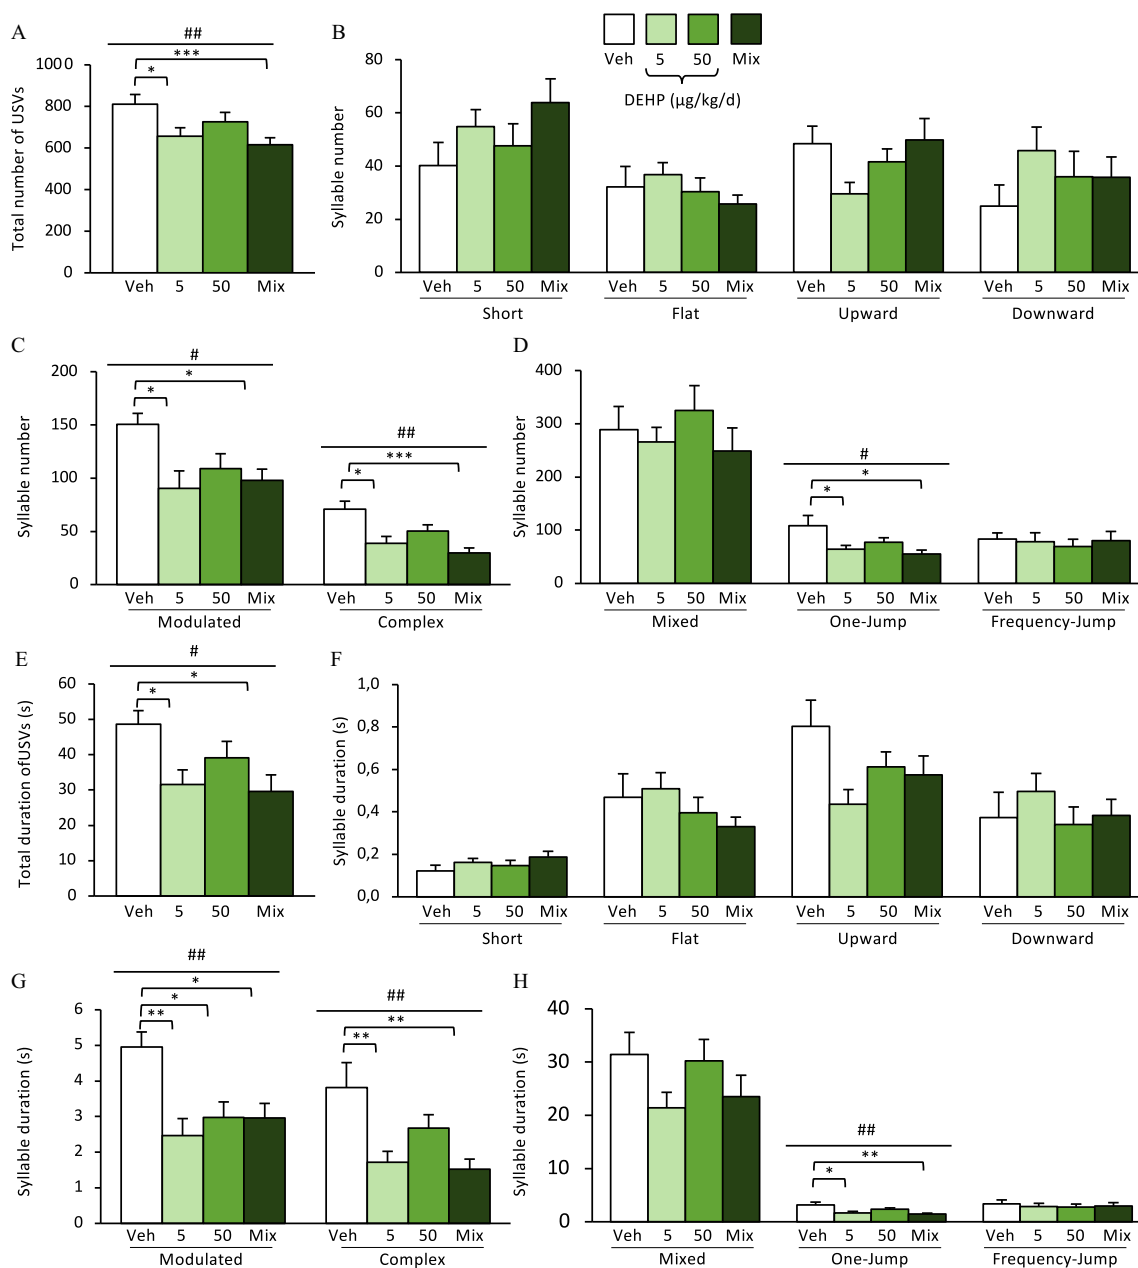 A
##
***
*
Total number of USVs
1000
800
600
400
200
0
Veh 5 50 Mix
B
Veh 5 50 Mix
DEHP (µg/kg/d)
Syllable number
80
60
40
20
0
Veh 5 50 Mix Veh 5 50 Mix Veh 5 50 Mix Veh 5 50 Mix
Short Flat Upward Downward
C
#
*
*
##
***
*
Syllable number
200
150
100
50
0
Veh 5 50 Mix Veh 5 50 Mix
Modulated Complex
D
#
*
*
Syllable number
400
300
200
100
0
Veh 5 50 Mix Veh 5 50 Mix Veh 5 50 Mix
Mixed One-Jump Frequency-Jump
E
#
*
*
Total duration ofUSVs (s)
60
50
40
30
20
10
0
Veh 5 50 Mix
F
Syllable duration (s)
1,0
0,8
0,6
0,4
0,2
0,0
Veh 5 50 Mix Veh 5 50 Mix Veh 5 50 Mix Veh 5 50 Mix
Short Flat Upward Downward
G
##
*
*
**
##
**
**
Syllable duration (s)
6
5
4
3
2
1
0
Veh 5 50 Mix Veh 5 50 Mix
Modulated Complex
H
##
**
*
Syllable duration (s)
40
30
20
10
0
Veh 5 50 Mix Veh 5 50 Mix Veh 5 50 Mix
Mixed One-Jump Frequency-Jump